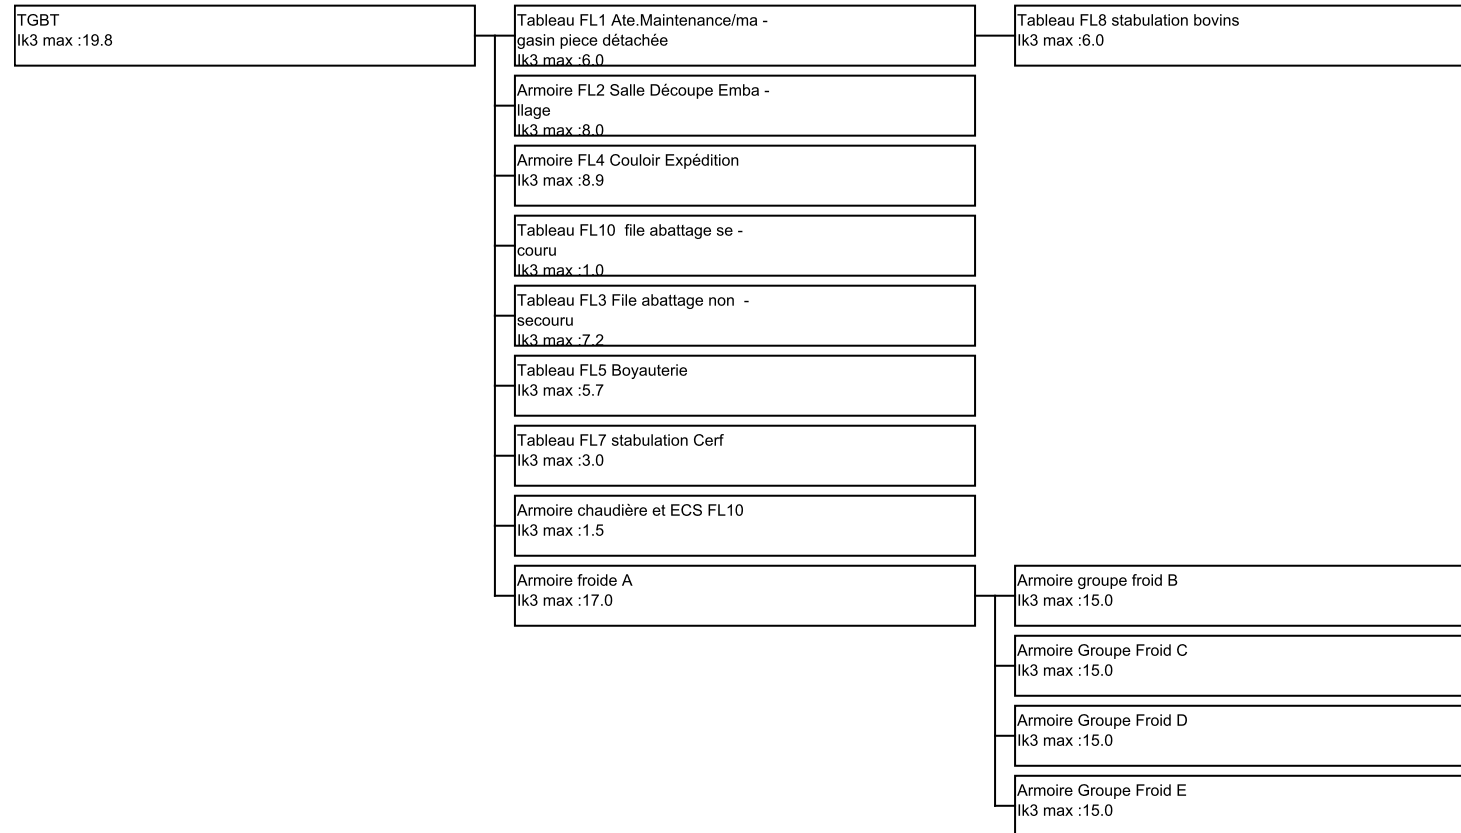 TGBT
Ik3 max :19.8
Tableau FL1 Ate.Maintenance/ma -
gasin piece détachée
Ik3 max :6.0
Tableau FL8 stabulation bovins
Ik3 max :6.0
Armoire FL2 Salle Découpe Emba -
llage
Ik3 max :8.0
Armoire FL4 Couloir Expédition
Ik3 max :8.9
Tableau FL10  file abattage se -
couru
Ik3 max :1.0
Tableau FL3 File abattage non  -
secouru
Ik3 max :7.2
Tableau FL5 Boyauterie
Ik3 max :5.7
Tableau FL7 stabulation Cerf
Ik3 max :3.0
Armoire chaudière et ECS FL10
Ik3 max :1.5
Armoire froide A
Ik3 max :17.0
Armoire groupe froid B
Ik3 max :15.0
Armoire Groupe Froid C
Ik3 max :15.0
Armoire Groupe Froid D
Ik3 max :15.0
Armoire Groupe Froid E
Ik3 max :15.0